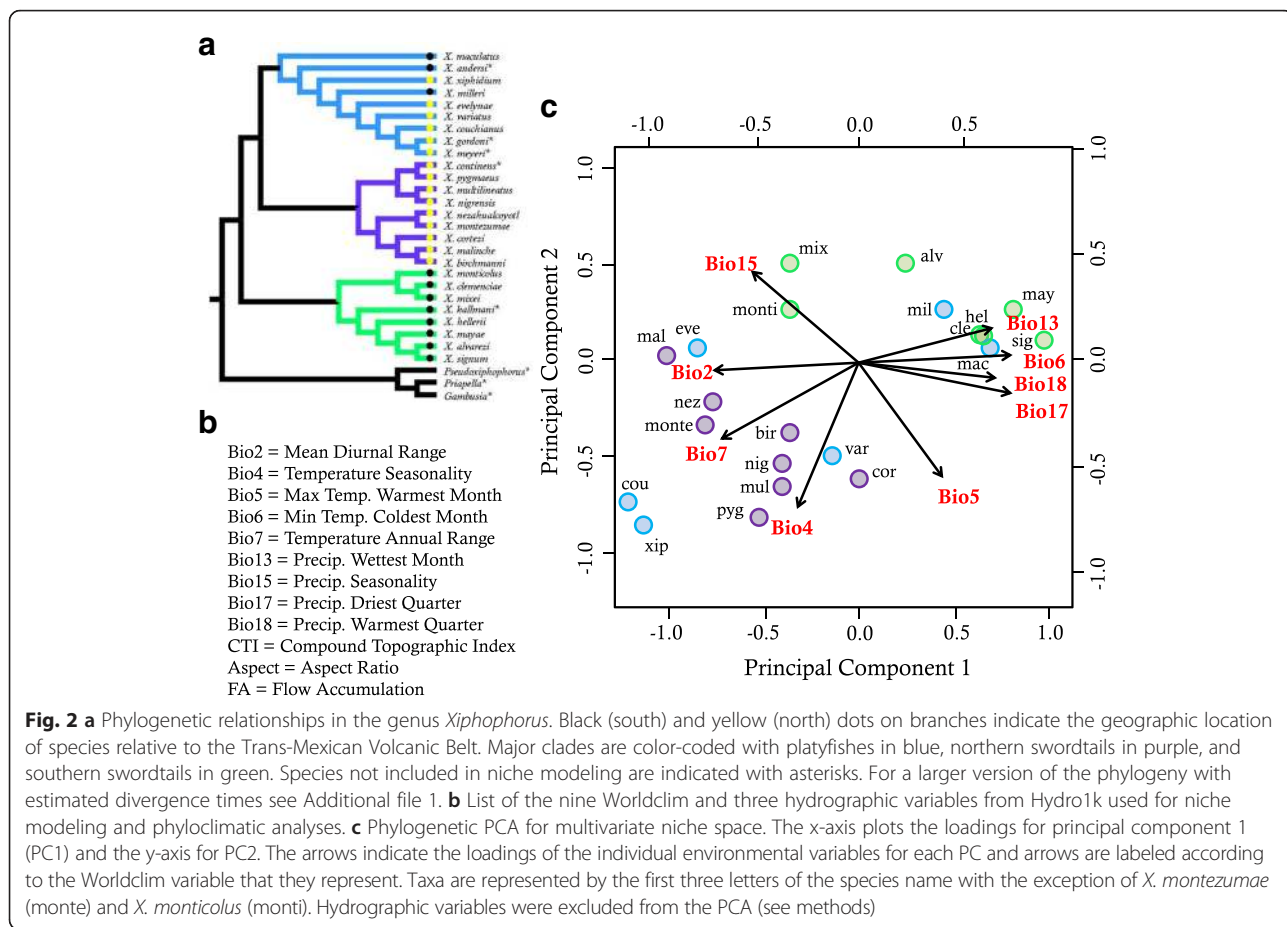 a
X. maculatus
X. andersi*
X. xiphidium
X. milleri
X. evelynae
X. variatus
X. couchianus
X. gordoni*
X. meyeri*
X. continens*
X. pygmaeus
X. multilineatus
X. nigrensis
X. nezahualcoyotl
X. montezumae
X. cortezi
X. malinche
X. birchmanni
X. monticolus
X. clemenciae
X. mixei
X. kallmani*
X. hellerii
X. mayae
X. alvarezi
X. signum
Pseudoxiphophorus*
Priapella*
Gambusia*
b
Bio2 = Mean Diurnal Range
Bio4 = Temperature Seasonality
Bio5 = Max Temp. Warmest Month
Bio6 = Min Temp. Coldest Month
Bio7 = Temperature Annual Range
Bio13 = Precip. Wettest Month
Bio15 = Precip. Seasonality
Bio17 = Precip. Driest Quarter
Bio18 = Precip. Warmest Quarter
CTI = Compound Topographic Index
Aspect = Aspect Ratio
FA = Flow Accumulation
c
-1.0 -0.5 0.0 0.5
1.0 0.5 0.0 -0.5 -1.0
Principal Component 2
mix
alv
Bio15
monti
mil
may
hel
Bio13
cle
sig
mal
eve
mac
Bio6
Bio2
Bio18
Bio17
nez
monte
bir
Bio7
nig
var
cor
mul
Bio5
cou
pyg
Bio4
xip
1.0 0.5 0.0 -0.5 -1.0
-1.0 -0.5 0.0 0.5 1.0
Principal Component 1
Fig. 2 a Phylogenetic relationships in the genus Xiphophorus. Black (south) and yellow (north) dots on branches indicate the geographic location
of species relative to the Trans-Mexican Volcanic Belt. Major clades are color-coded with platyfishes in blue, northern swordtails in purple, and
southern swordtails in green. Species not included in niche modeling are indicated with asterisks. For a larger version of the phylogeny with
estimated divergence times see Additional file 1. b List of the nine Worldclim and three hydrographic variables from Hydro1k used for niche
modeling and phyloclimatic analyses. c Phylogenetic PCA for multivariate niche space. The x-axis plots the loadings for principal component 1
(PC1) and the y-axis for PC2. The arrows indicate the loadings of the individual environmental variables for each PC and arrows are labeled according
to the Worldclim variable that they represent. Taxa are represented by the first three letters of the species name with the exception of X. montezumae
(monte) and X. monticolus (monti). Hydrographic variables were excluded from the PCA (see methods)